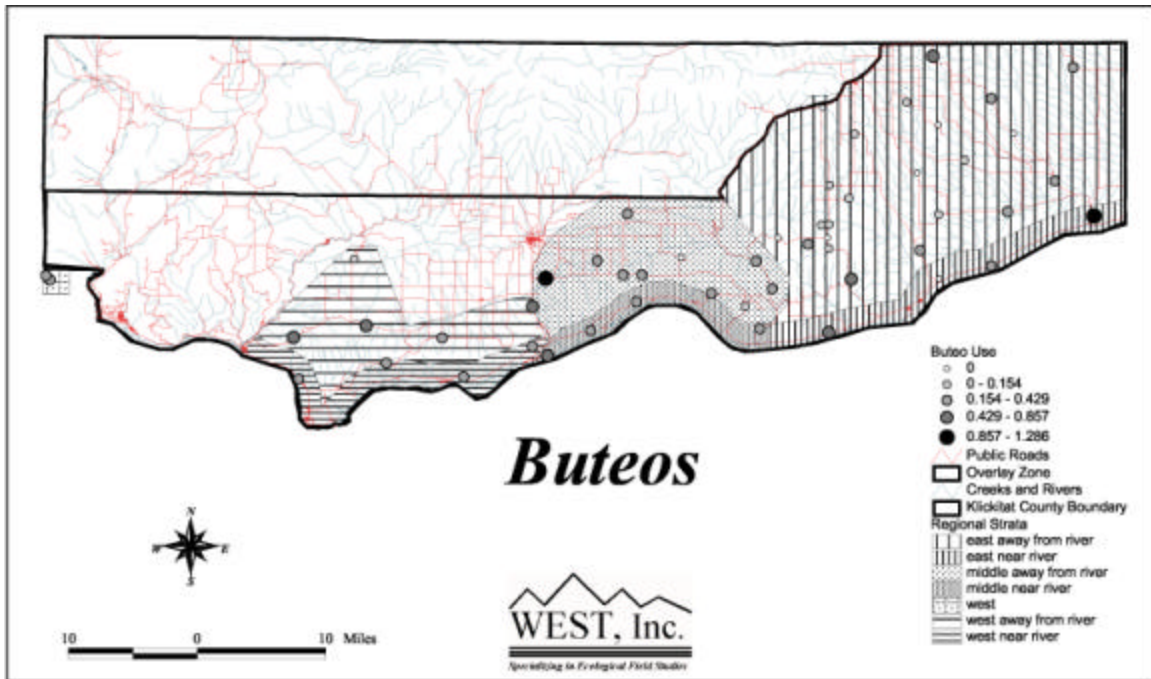 Buteo Use
0
0 - 0.154
0.154 - 0.429
0.429 - 0.857
0.857 - 1.286
Public Roads
Overlay Zone
Creeks and Rivers
Klickitat County Boundary
Regional Strata
east away from river
east near river
middle away from river
middle near river
west
west away from river
west near river
Buteos
N
W E
S
10 0 10 Miles
WEST, Inc.
Specializing in Ecological Field Studies